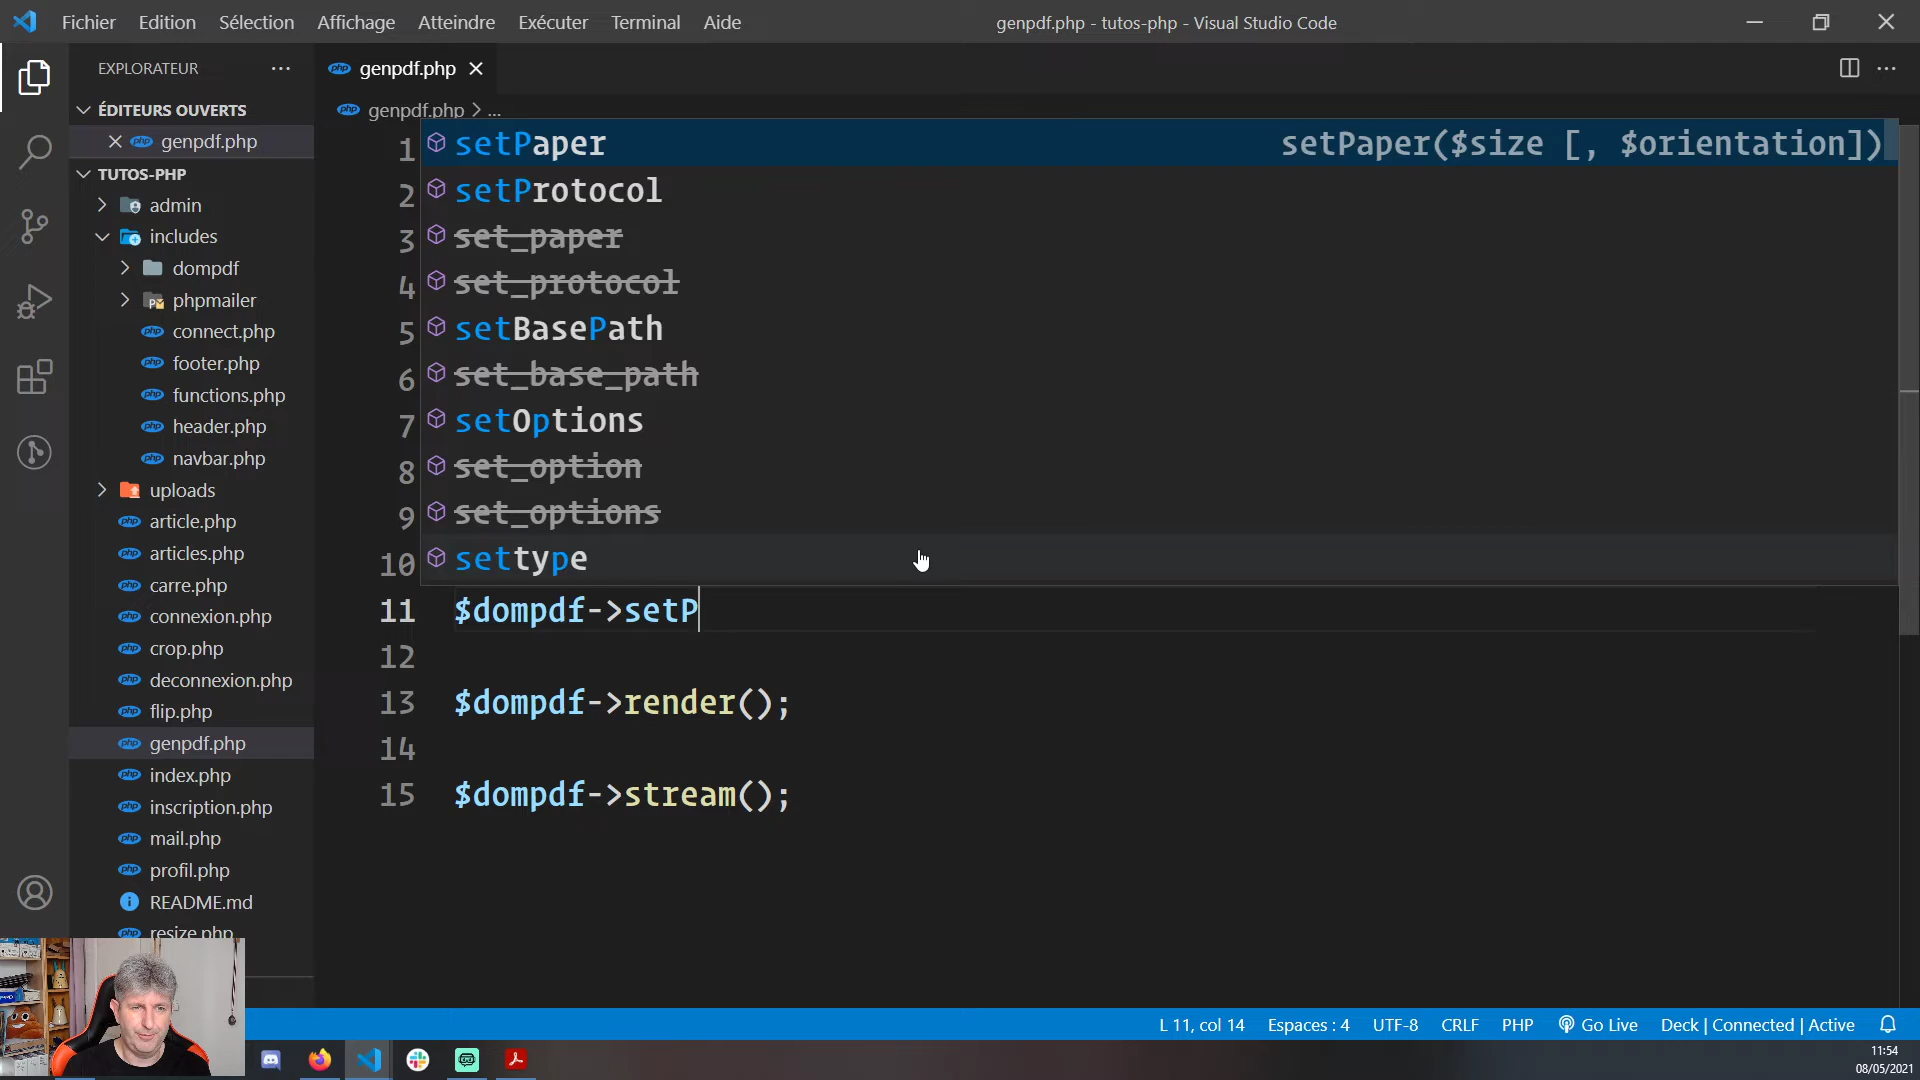 Fichier Edition Sélection Affichage Atteindre Exécuter Terminal Aide
genpdf.php - tutos-php - Visual Studio Code
EXPLORATEUR
ÉDITEURS OUVERTS
genpdf.php
TUTOS-PHP
admin
includes
dompdf
phpmailer
connect.php
footer.php
functions.php
header.php
navbar.php
uploads
article.php
articles.php
carre.php
connexion.php
crop.php
deconnexion.php
flip.php
genpdf.php
index.php
inscription.php
mail.php
profil.php
README.md
resize.php
genpdf.php
genpdf.php > ...
1 setPaper setPaper($size [, $orientation])
2 setProtocol
3 set_paper
4 set_protocol
5 setBasePath
6 set_base_path
7 setOptions
8 set_option
9 set_options
10 settype
11 $dompdf->setP
12
13 $dompdf->render();
14
15 $dompdf->stream();
L 11, col 14 Espaces : 4 UTF-8 CRLF PHP Go Live Deck | Connected | Active
11:54
08/05/2021